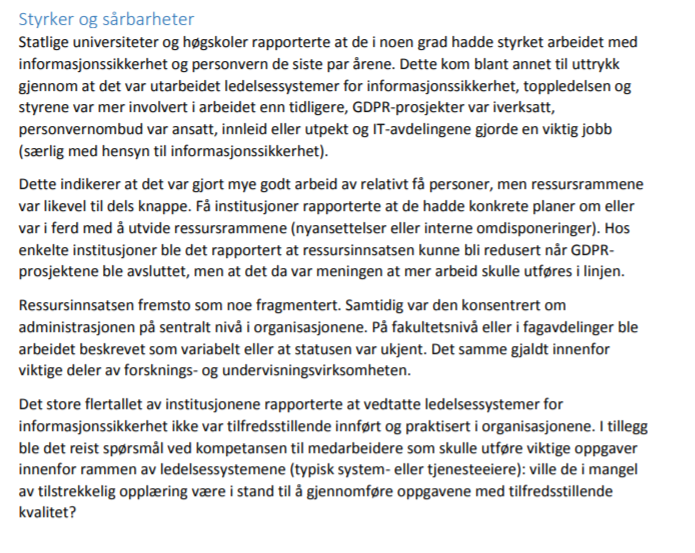 Styrker og sårbarheter
Statlige universiteter og høgskoler rapporterte at de i noen grad hadde styrket arbeidet med
informasjonssikkerhet og personvern de siste par årene. Dette kom blant annet til uttrykk
gjennom at det var utarbeidet ledelsessystemer for informasjonssikkerhet, toppledelsen og
styrene var mer involvert i arbeidet enn tidligere, GDPR-prosjekter var iverksatt,
personvernombud var ansatt, innleid eller utpekt og IT-avdelingene gjorde en viktig jobb
(særlig med hensyn til informasjonssikkerhet).
Dette indikerer at det var gjort mye godt arbeid av relativt få personer, men ressursrammene
var likevel til dels knappe. Få institusjoner rapporterte at de hadde konkrete planer om eller
var i ferd med å utvide ressursrammene (nyansettelser eller interne omdisponeringer). Hos
enkelte institusjoner ble det rapportert at ressursinnsatsen kunne bli redusert når GDPR-
prosjektene ble avsluttet, men at det da var meningen at mer arbeid skulle utføres i linjen.
Ressursinnsatsen fremsto som noe fragmentert. Samtidig var den konsentrert om
administrasjonen på sentralt nivå i organisasjonene. På fakultetsnivå eller i fagavdelinger ble
arbeidet beskrevet som variabelt eller at statusen var ukjent. Det samme gjaldt innenfor
viktige deler av forsknings- og undervisningsvirksomheten.
Det store flertallet av institusjonene rapporterte at vedtatte ledelsessystemer for
informasjonssikkerhet ikke var tilfredsstillende innført og praktisert i organisasjonene. I tillegg
ble det reist spørsmål ved kompetansen til medarbeidere som skulle utføre viktige oppgaver
innenfor rammen av ledelsessystemene (typisk system- eller tjenesteeiere): ville de i mangel
av tilstrekkelig opplæring være i stand til å gjennomføre oppgavene med tilfredsstillende
kvalitet?